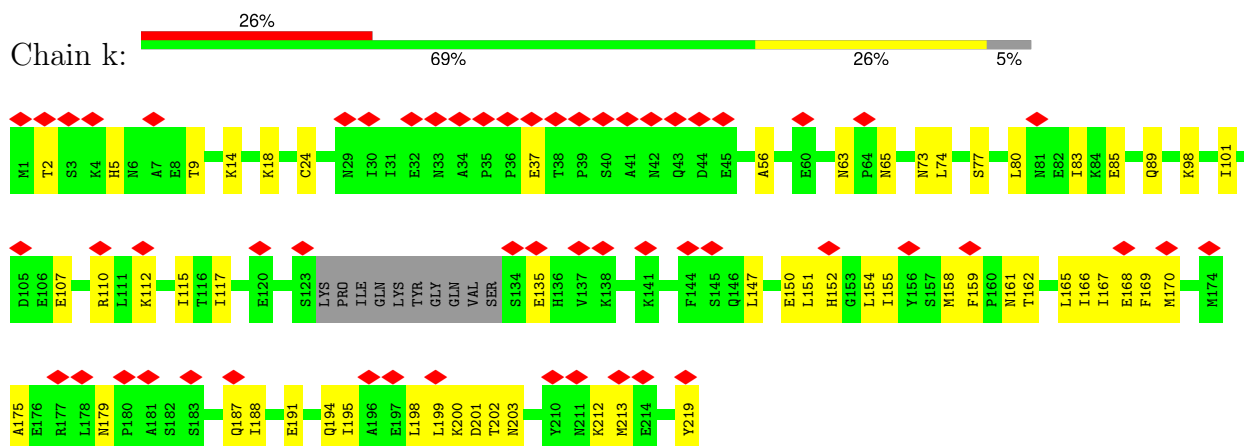 26%
Chain k:
69% 26% 5%
M1 T2 S3 K4 H5 N6 A7 E8 T9 K14 K18 C24 N29 I30 I31 E32 N33 A34 P35 P36 E37 T38 P39 S40 A41 N42 Q43 D44 E45 A56 E60 N63 P64 N65 N73 L74 S77 L80 N81 E82 I83 K84 E85 Q89 K98 I101
D105 E106 E107 R110 L111 K112 I115 T116 I117 E120 S123 LYS PRO ILE GLN LYS TYR GLY GLN VAL SER S134 E135 H136 V137 K138 K141 F144 S145 Q146 L147 E150 L151 H152 G153 L154 I155 Y156 S157 M158 F159 P160 N161 T162 L165 I166 I167 E168 F169 M170 M174
A175 E176 R177 L178 N179 P180 A181 S182 S183 Q187 I188 E191 Q194 I195 A196 E197 L198 L199 K200 D201 T202 N203 Y210 N211 K212 M213 E214 Y219